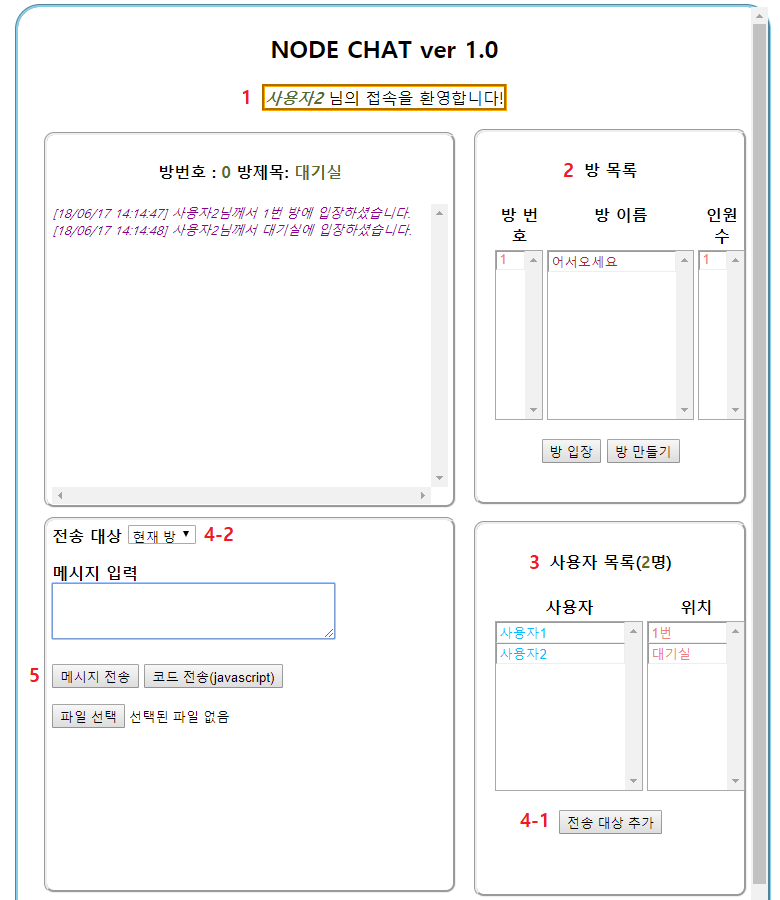 NODE CHAT ver 1.0
1 사용자2 님의 접속을 환영합니다!
방번호 : 0 방제목: 대기실
[18/06/17 14:14:47] 사용자2님께서 1번 방에 입장하셨습니다.
[18/06/17 14:14:48] 사용자2님께서 대기실에 입장하셨습니다.
2 방 목록
방 번호 방 이름 인원수
1 어서오세요 1
방 입장 방 만들기
전송 대상 현재 방 4-2
메시지 입력
5 메시지 전송 코드 전송(javascript)
파일 선택 선택된 파일 없음
3 사용자 목록(2명)
사용자 위치
사용자1 1번
사용자2 대기실
4-1 전송 대상 추가